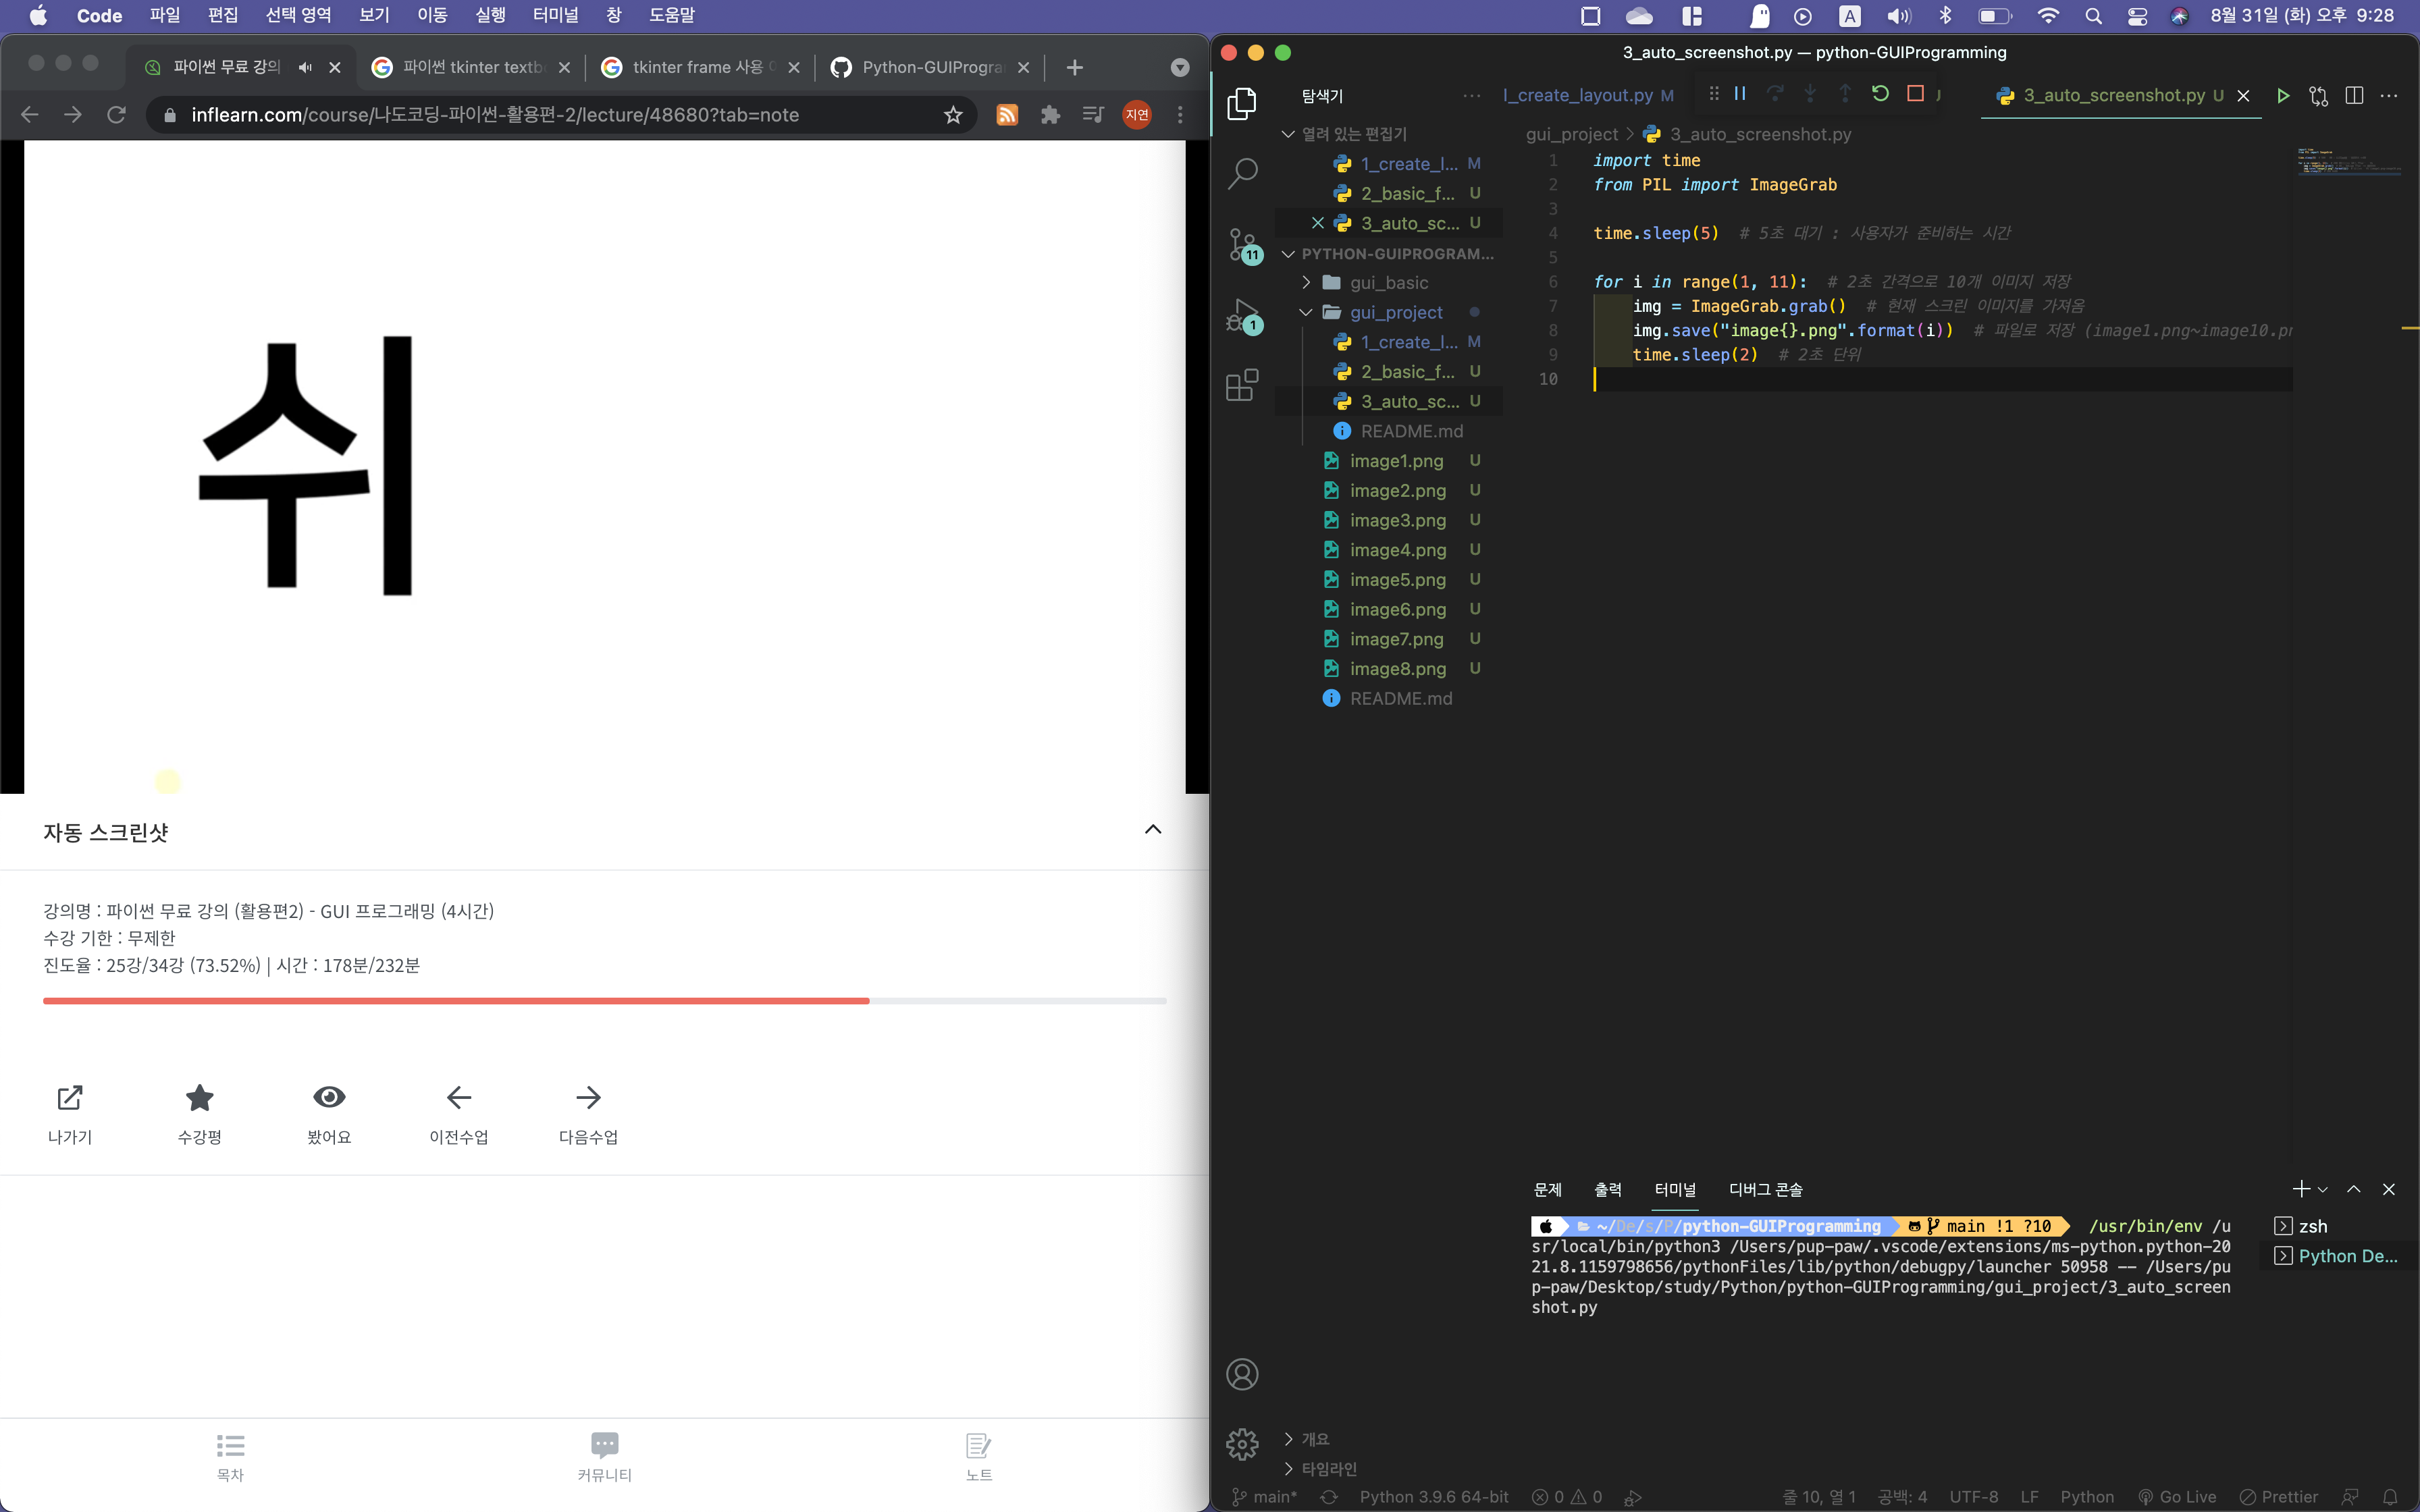 Code 파일 편집 선택 영역 보기 이동 실행 터미널 창 도움말 A 8월 31일 (화) 오후 9:28
파이썬 무료 강의
파이썬 tkinter textb
tkinter frame 사용
Python-GUIProgra
inflearn.com/course/나도코딩-파이썬-활용편-2/lecture/48680?tab=note
지연
쉬
자동 스크린샷
강의명 : 파이썬 무료 강의 (활용편2) - GUI 프로그래밍 (4시간)
수강 기한 : 무제한
진도율 : 25강/34강 (73.52%) | 시간 : 178분/232분
나가기 수강평 봤어요 이전수업 다음수업
목차 커뮤니티 노트
3_auto_screenshot.py — python-GUIProgramming
탐색기
열려 있는 편집기
1_create_l... M
2_basic_f... U
3_auto_sc... U
PYTHON-GUIPROGRAM...
gui_basic
gui_project
1_create_l... M
2_basic_f... U
3_auto_sc... U
README.md
image1.png U
image2.png U
image3.png U
image4.png U
image5.png U
image6.png U
image7.png U
image8.png U
README.md
개요
타임라인
11
1
l_create_layout.py M
3_auto_screenshot.py U
gui_project > 3_auto_screenshot.py
1 import time
2 from PIL import ImageGrab
3
4 time.sleep(5) # 5초 대기 : 사용자가 준비하는 시간
5
6 for i in range(1, 11): # 2초 간격으로 10개 이미지 저장
7 img = ImageGrab.grab() # 현재 스크린 이미지를 가져옴
8 img.save("image{}.png".format(i)) # 파일로 저장 (image1.png~image10.pn
9 time.sleep(2) # 2초 단위
10
문제 출력 터미널 디버그 콘솔
~/De/s/P/python-GUIProgramming main !1 ?10 /usr/bin/env /u
sr/local/bin/python3 /Users/pup-paw/.vscode/extensions/ms-python.python-20
21.8.1159798656/pythonFiles/lib/python/debugpy/launcher 50958 -- /Users/pu
p-paw/Desktop/study/Python/python-GUIProgramming/gui_project/3_auto_screen
shot.py
zsh
Python De...
main* Python 3.9.6 64-bit 0 0 줄 10, 열 1 공백: 4 UTF-8 LF Python Go Live Prettier